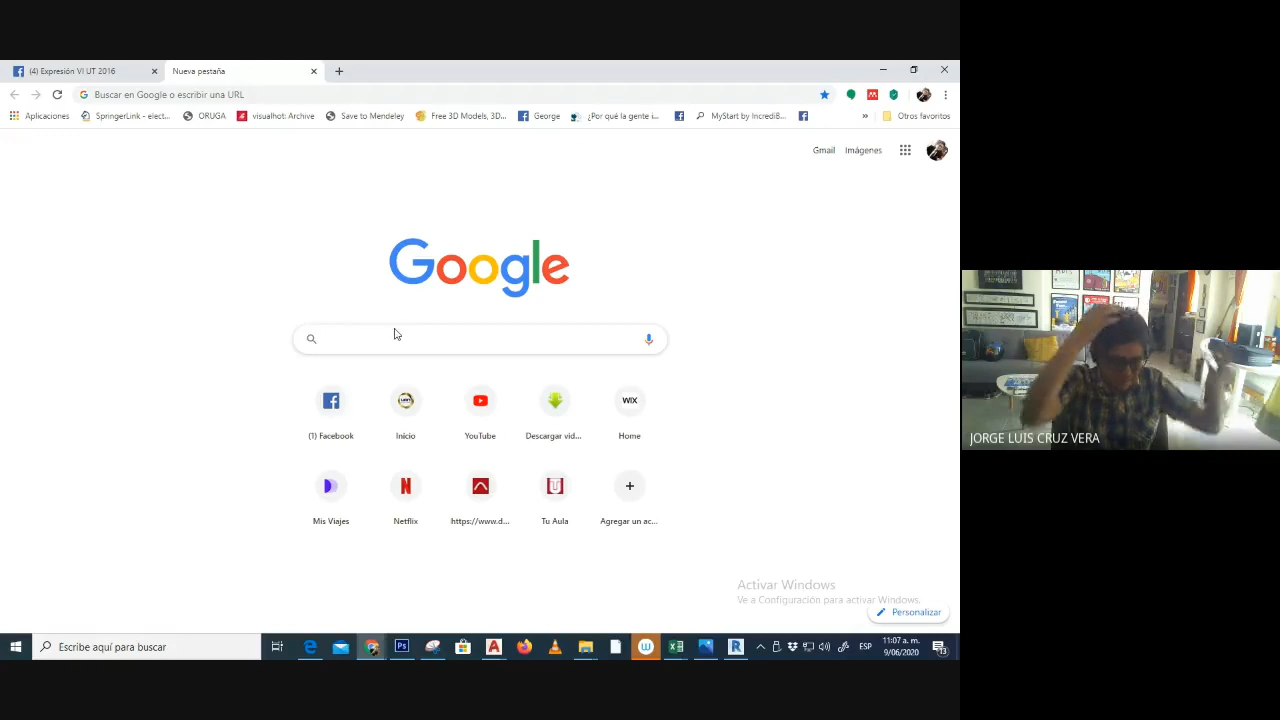 (4) Expresión VI UT 2016
Nueva pestaña
Buscar en Google o escribir una URL
Aplicaciones
SpringerLink - elect...
ORUGA
visualhot: Archive
Save to Mendeley
Free 3D Models, 3D...
George
¿Por qué la gente i...
MyStart by IncrediB...
»
Otros favoritos
Gmail
Imágenes
Google
(1) Facebook
Inicio
YouTube
Descargar vid...
WIX
Home
Mis Viajes
Netflix
https://www.d...
Tu Aula
Agregar un ac...
Activar Windows
Ve a Configuración para activar Windows.
Personalizar
Escribe aquí para buscar
ESP
11:07 a. m.
9/06/2020
13
JORGE LUIS CRUZ VERA